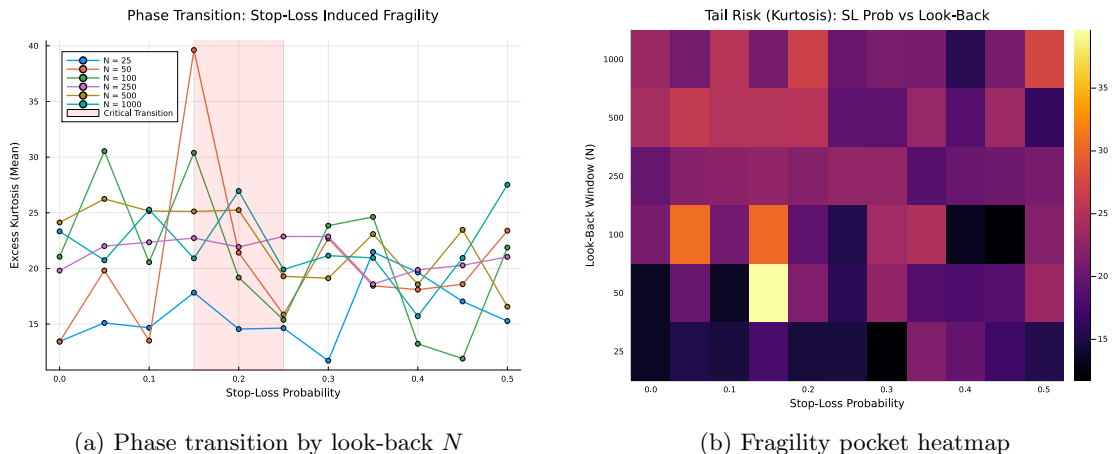 Phase Transition: Stop-Loss Induced Fragility
40
35
30
25
20
15
Excess Kurtosis (Mean)
N = 25
N = 50
N = 100
N = 250
N = 500
N = 1000
Critical Transition
0.0 0.1 0.2 0.3 0.4 0.5
Stop-Loss Probability
(a) Phase transition by look-back N
Tail Risk (Kurtosis): SL Prob vs Look-Back
1000
500
250
100
50
25
Look-Back Window (N)
0.0 0.1 0.2 0.3 0.4 0.5
Stop-Loss Probability
35
30
25
20
15
(b) Fragility pocket heatmap